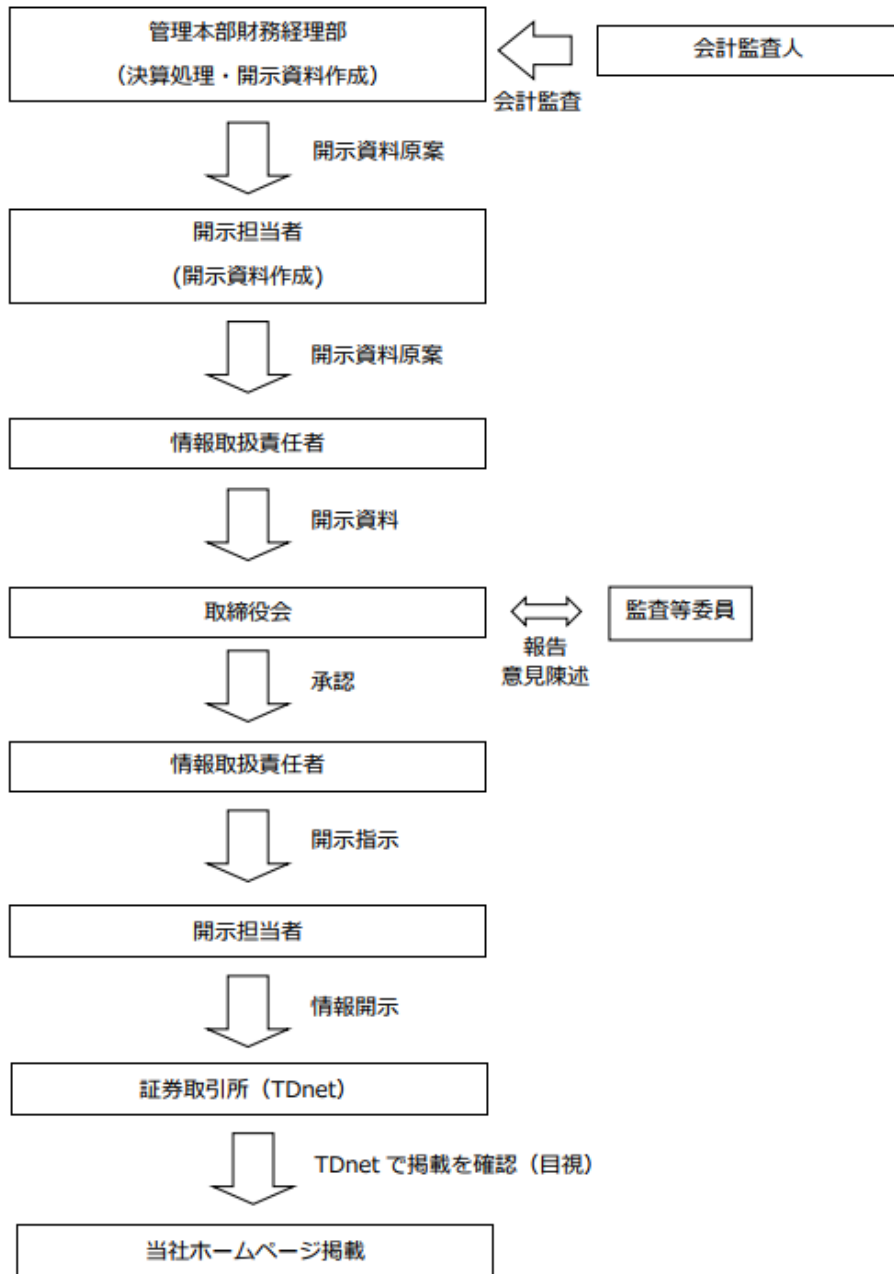 管理本部財務経理部
（決算処理・開示資料作成）
会計監査人
会計監査
開示資料原案
開示担当者
(開示資料作成)
開示資料原案
情報取扱責任者
開示資料
取締役会
監査等委員
報告
意見陳述
承認
情報取扱責任者
開示指示
開示担当者
情報開示
証券取引所（TDnet）
TDnet で掲載を確認（目視）
当社ホームページ掲載